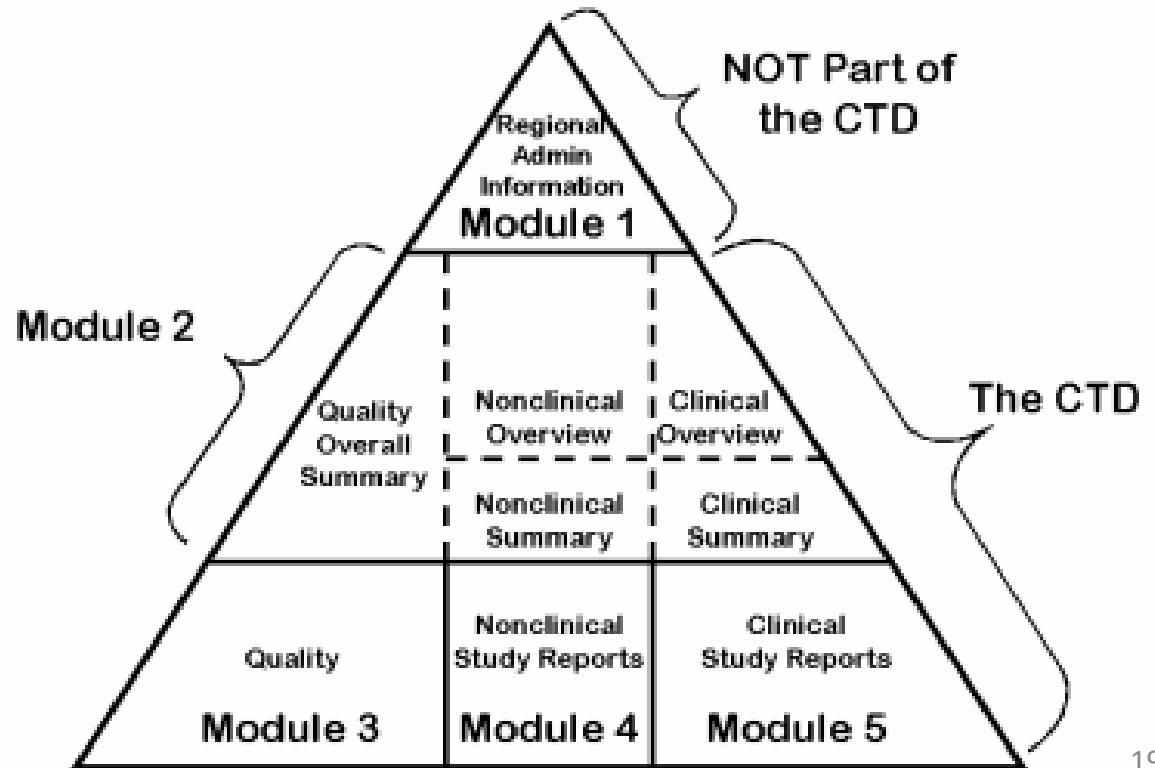 NOT Part of
the CTD
Regional
Admin
Information
Module 1
Module 2
The CTD
Quality
Overall
Summary
Nonclinical
Overview
Clinical
Overview
Nonclinical
Summary
Clinical
Summary
Quality
Module 3
Nonclinical
Study Reports
Module 4
Clinical
Study Reports
Module 5
19